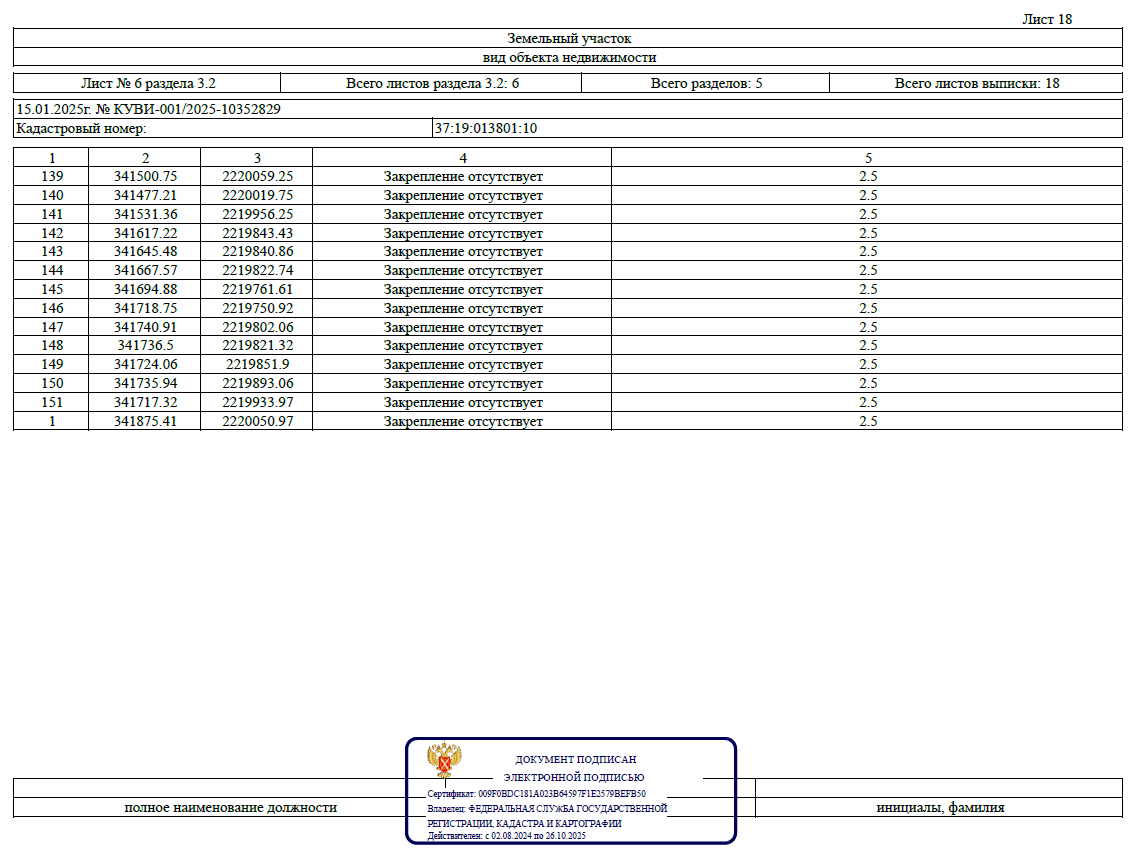 Лист 18
Земельный участок
вид объекта недвижимости
Лист № 6 раздела 3.2 Всего листов раздела 3.2: 6 Всего разделов: 5 Всего листов выписки: 18
15.01.2025г. № КУВИ-001/2025-10352829
Кадастровый номер: 37:19:013801:10
1 2 3 4 5
139 341500.75 2220059.25 Закрепление отсутствует 2.5
140 341477.21 2220019.75 Закрепление отсутствует 2.5
141 341531.36 2219956.25 Закрепление отсутствует 2.5
142 341617.22 2219843.43 Закрепление отсутствует 2.5
143 341645.48 2219840.86 Закрепление отсутствует 2.5
144 341667.57 2219822.74 Закрепление отсутствует 2.5
145 341694.88 2219761.61 Закрепление отсутствует 2.5
146 341718.75 2219750.92 Закрепление отсутствует 2.5
147 341740.91 2219802.06 Закрепление отсутствует 2.5
148 341736.5 2219821.32 Закрепление отсутствует 2.5
149 341724.06 2219851.9 Закрепление отсутствует 2.5
150 341735.94 2219893.06 Закрепление отсутствует 2.5
151 341717.32 2219933.97 Закрепление отсутствует 2.5
1 341875.41 2220050.97 Закрепление отсутствует 2.5
ДОКУМЕНТ ПОДПИСАН
ЭЛЕКТРОННОЙ ПОДПИСЬЮ
Сертификат: 009F0BDC181A023B64597F1E2579BEFB50
Владелец: ФЕДЕРАЛЬНАЯ СЛУЖБА ГОСУДАРСТВЕННОЙ
РЕГИСТРАЦИИ, КАДАСТРА И КАРТОГРАФИИ
Действителен: с 02.08.2024 по 26.10.2025
полное наименование должности инициалы, фамилия